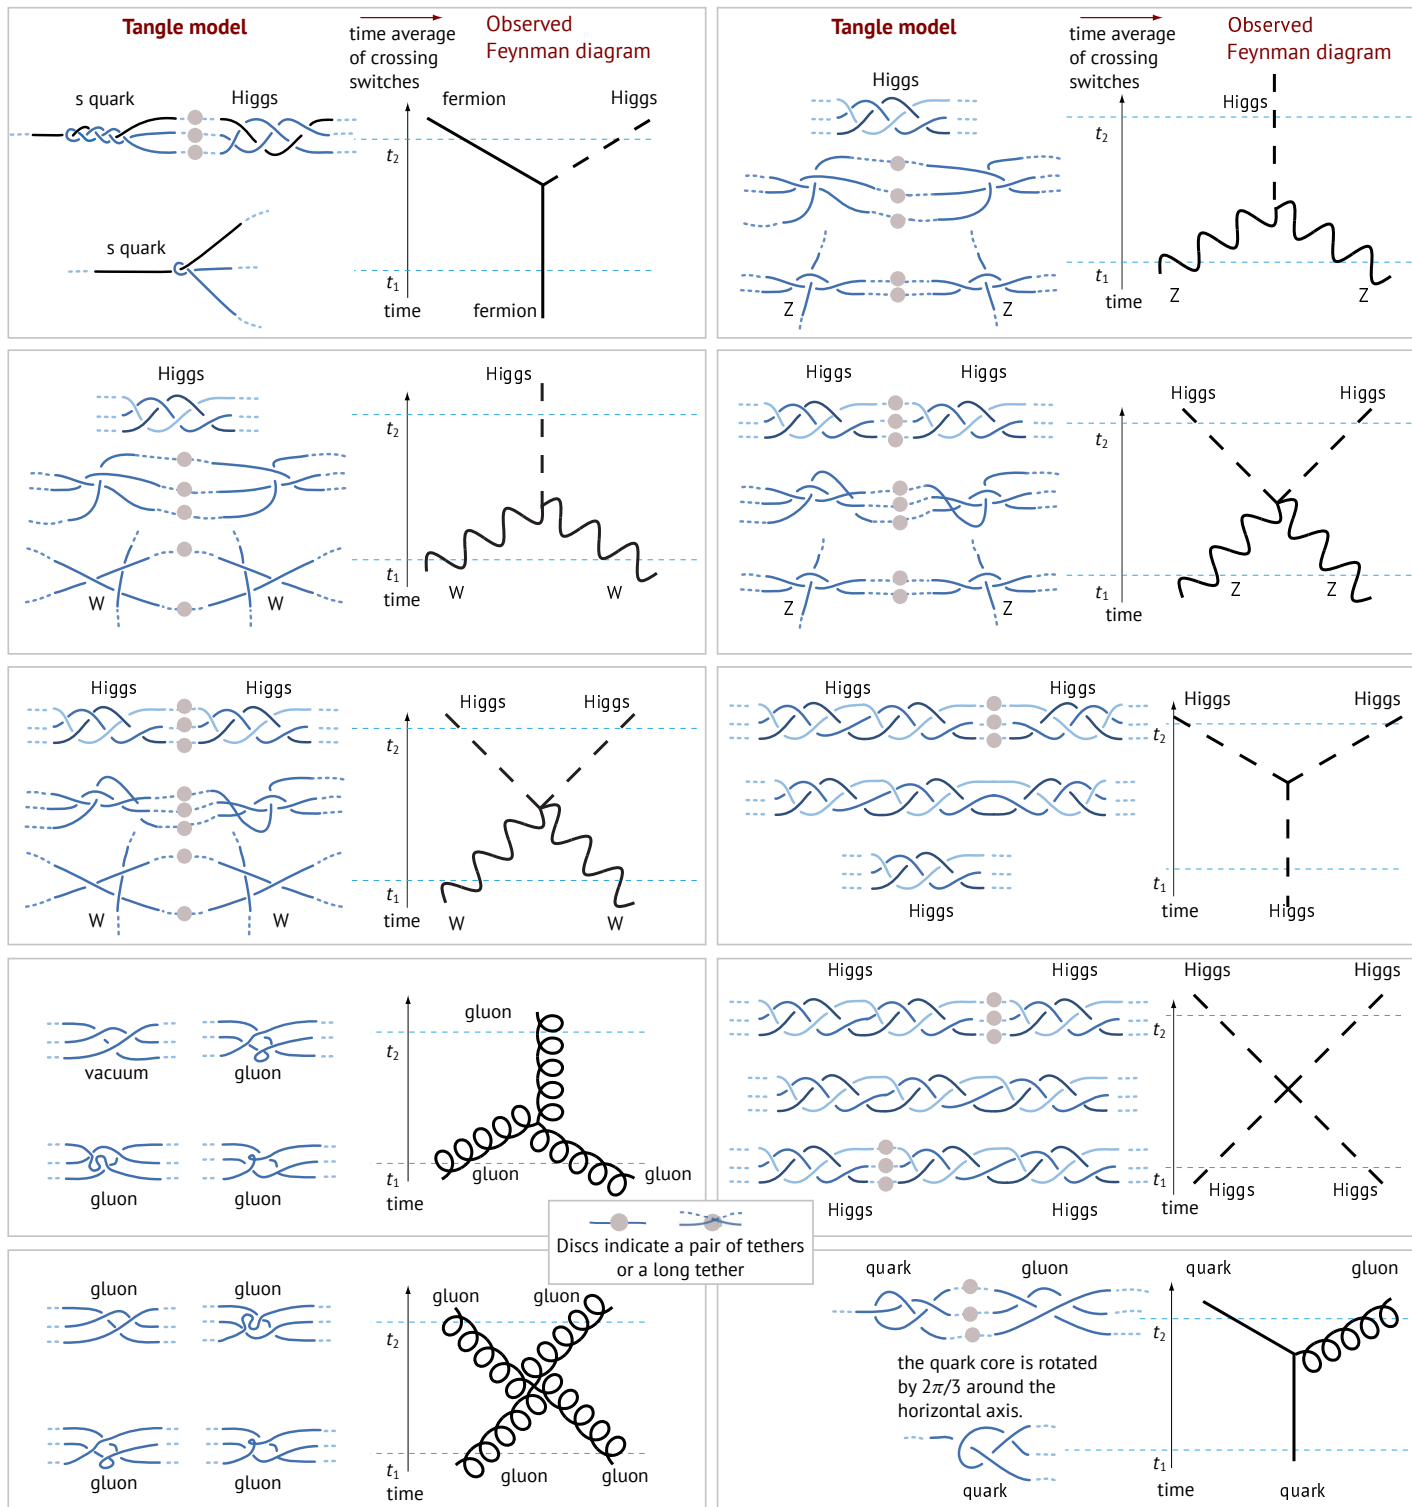 Tangle model
time average
of crossing
switches
Observed
Feynman diagram
s quark
Higgs
s quark
fermion
Higgs
t2
t1
time
fermion
Tangle model
time average
of crossing
switches
Observed
Feynman diagram
Higgs
Z
Z
Higgs
t2
t1
time
Z
Z
Higgs
W
W
Higgs
t2
t1
time
W
W
Higgs
Higgs
Z
Z
Higgs
Higgs
t2
t1
time
Z
Z
Higgs
Higgs
W
W
Higgs
Higgs
t2
t1
time
W
W
Higgs
Higgs
Higgs
Higgs
Higgs
t2
t1
time
Higgs
vacuum
gluon
gluon
gluon
gluon
t2
t1
time
gluon
gluon
Higgs
Higgs
Higgs
Higgs
Higgs
Higgs
t2
t1
time
Higgs
Higgs
Discs indicate a pair of tethers
or a long tether
gluon
gluon
gluon
gluon
gluon
gluon
t2
t1
time
gluon
gluon
quark
gluon
the quark core is rotated
by 2π/3 around the
horizontal axis.
quark
quark
gluon
t2
t1
time
quark